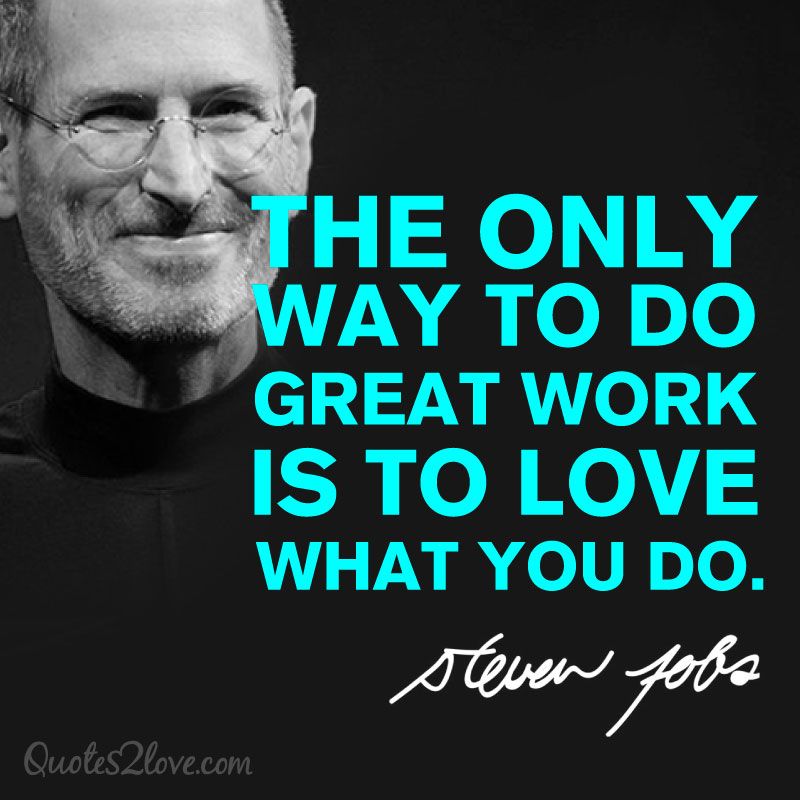 THE ONLY
WAY TO DO
GREAT WORK
IS TO LOVE
WHAT YOU DO.
steven jobs
Quotes2love.com